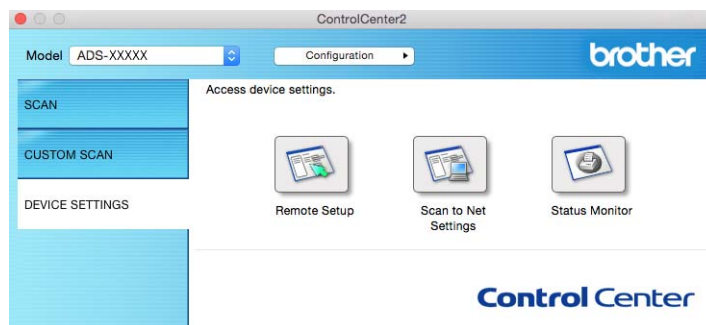 ControlCenter2
Model ADS-XXXXX Configuration brother
SCAN
CUSTOM SCAN
DEVICE SETTINGS
Access device settings.
Remote Setup
Scan to Net
Settings
Status Monitor
Control Center